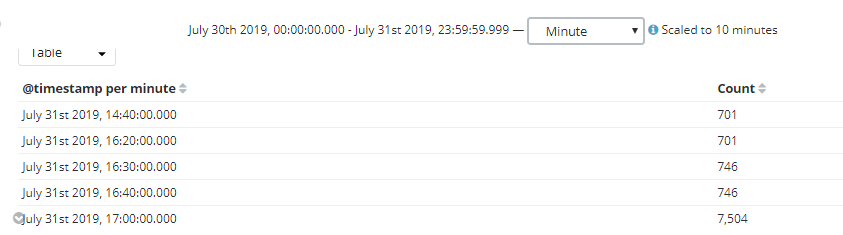 July 30th 2019, 00:00:00.000 - July 31st 2019, 23:59:59.999 — Minute Scaled to 10 minutes
Table
@timestamp per minute Count
July 31st 2019, 14:40:00.000 701
July 31st 2019, 16:20:00.000 701
July 31st 2019, 16:30:00.000 746
July 31st 2019, 16:40:00.000 746
July 31st 2019, 17:00:00.000 7,504